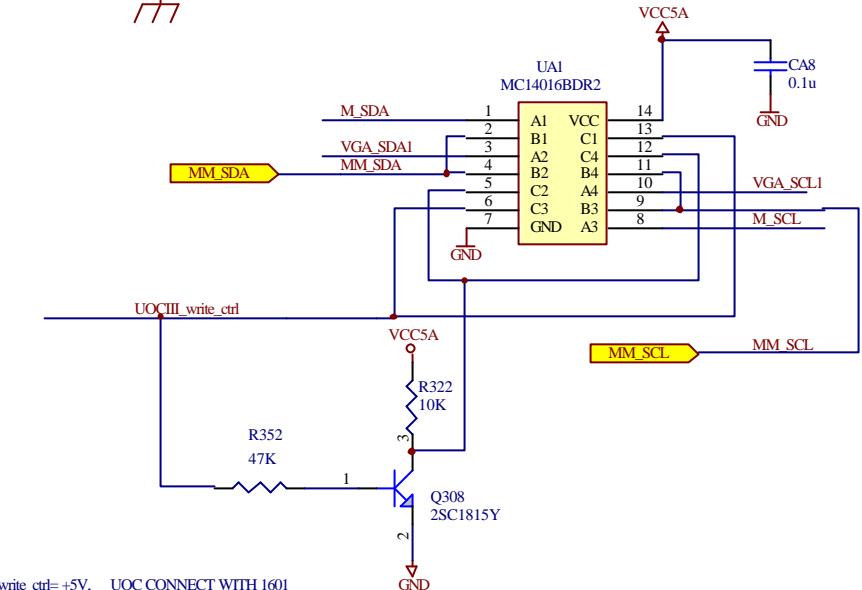 VCC5A
UA1
MC14016BDR2
CA8
0.1u
GND
M_SDA 1 A1 VCC 14
2 B1 C1 13
VGA_SDA1 3 A2 C4 12
MM_SDA MM_SDA 4 B2 B4 11
5 C2 A4 10 VGA_SCL1
6 C3 B3 9
7 GND A3 8 M_SCL
GND
UOCIII_write_ctrl
VCC5A
MM_SCL MM_SCL
R322
10K
3
R352
47K
1
Q308
2SC1815Y
2
GND
write_ctrl= +5V, UOC CONNECT WITH 1601